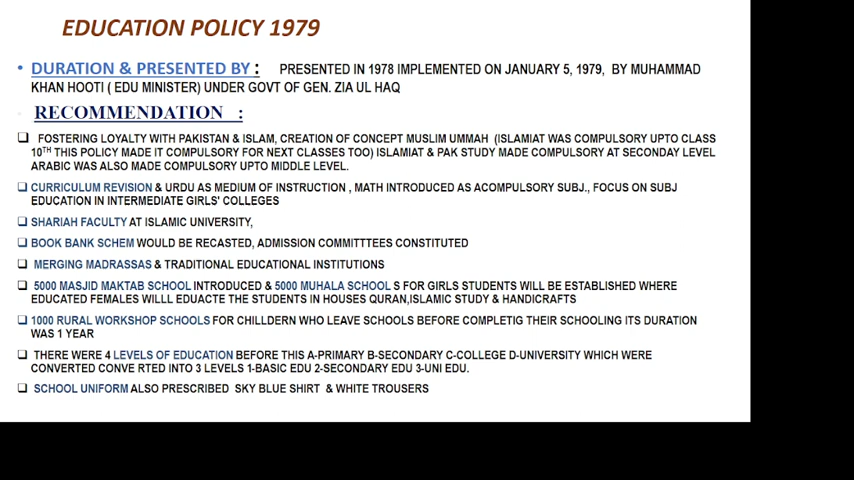 EDUCATION POLICY 1979
• DURATION & PRESENTED BY : PRESENTED IN 1978 IMPLEMENTED ON JANUARY 5, 1979, BY MUHAMMAD
KHAN HOOTI ( EDU MINISTER) UNDER GOVT OF GEN. ZIA UL HAQ
RECOMMENDATION :
❑ FOSTERING LOYALTY WITH PAKISTAN & ISLAM, CREATION OF CONCEPT MUSLIM UMMAH (ISLAMIAT WAS COMPULSORY UPTO CLASS
10TH THIS POLICY MADE IT COMPULSORY FOR NEXT CLASSES TOO) ISLAMIAT & PAK STUDY MADE COMPULSORY AT SECONDAY LEVEL
ARABIC WAS ALSO MADE COMPULSORY UPTO MIDDLE LEVEL.
❑ CURRICULUM REVISION & URDU AS MEDIUM OF INSTRUCTION , MATH INTRODUCED AS ACOMPULSORY SUBJ., FOCUS ON SUBJ
EDUCATION IN INTERMEDIATE GIRLS' COLLEGES
❑ SHARIAH FACULTY AT ISLAMIC UNIVERSITY,
❑ BOOK BANK SCHEM WOULD BE RECASTED, ADMISSION COMMITTTEES CONSTITUTED
❑ MERGING MADRASSAS & TRADITIONAL EDUCATIONAL INSTITUTIONS
❑ 5000 MASJID MAKTAB SCHOOL INTRODUCED & 5000 MUHALA SCHOOL S FOR GIRLS STUDENTS WILL BE ESTABLISHED WHERE
EDUCATED FEMALES WILLL EDUACTE THE STUDENTS IN HOUSES QURAN,ISLAMIC STUDY & HANDICRAFTS
❑ 1000 RURAL WORKSHOP SCHOOLS FOR CHILLDERN WHO LEAVE SCHOOLS BEFORE COMPLETIG THEIR SCHOOLING ITS DURATION
WAS 1 YEAR
❑ THERE WERE 4 LEVELS OF EDUCATION BEFORE THIS A-PRIMARY B-SECONDARY C-COLLEGE D-UNIVERSITY WHICH WERE
CONVERTED CONVE RTED INTO 3 LEVELS 1-BASIC EDU 2-SECONDARY EDU 3-UNI EDU.
❑ SCHOOL UNIFORM ALSO PRESCRIBED SKY BLUE SHIRT & WHITE TROUSERS